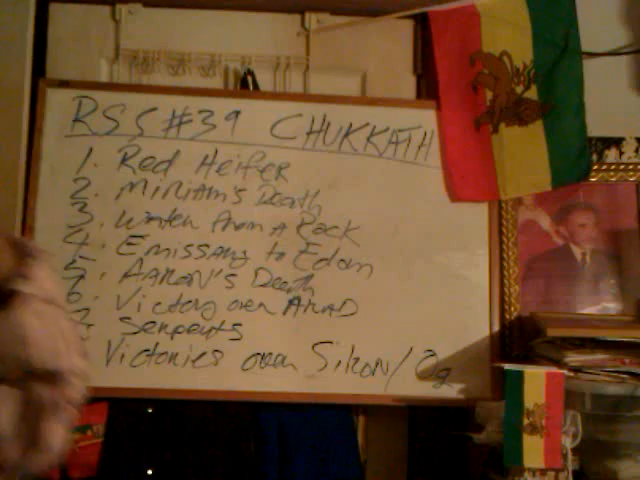 RSS #39 CHUKKATH
1. Red Heifer
2. Miriam's Death
3. Water from A Rock
4. Emissary to Edom
5. AARON'S Death
6. Victory over ARAD
7. Serpents
Victories over Sihon/Og